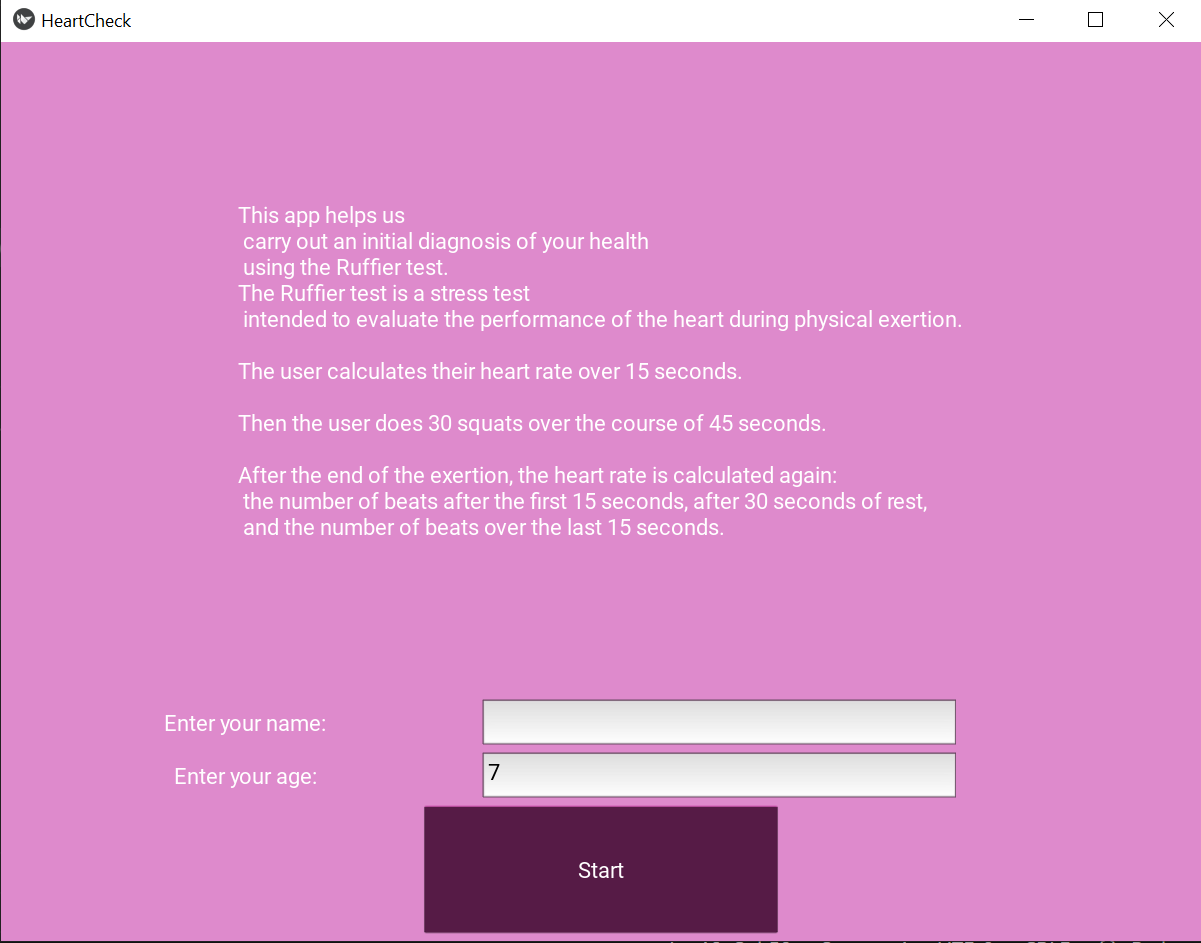 HeartCheck
This app helps us
carry out an initial diagnosis of your health
using the Ruffier test.
The Ruffier test is a stress test
intended to evaluate the performance of the heart during physical exertion.
The user calculates their heart rate over 15 seconds.
Then the user does 30 squats over the course of 45 seconds.
After the end of the exertion, the heart rate is calculated again:
the number of beats after the first 15 seconds, after 30 seconds of rest,
and the number of beats over the last 15 seconds.
Enter your name:
Enter your age:
7
Start